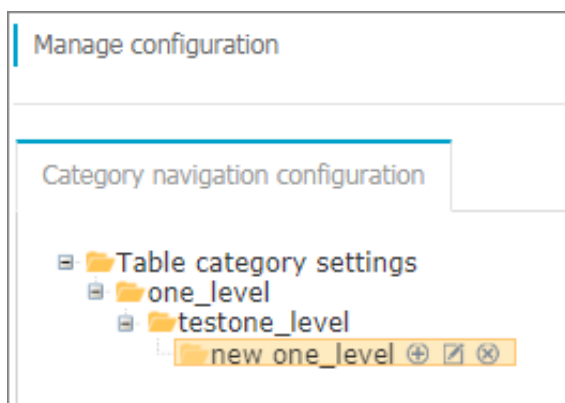 Manage configuration
Category navigation configuration
Table category settings
one_level
testone_level
new one_level